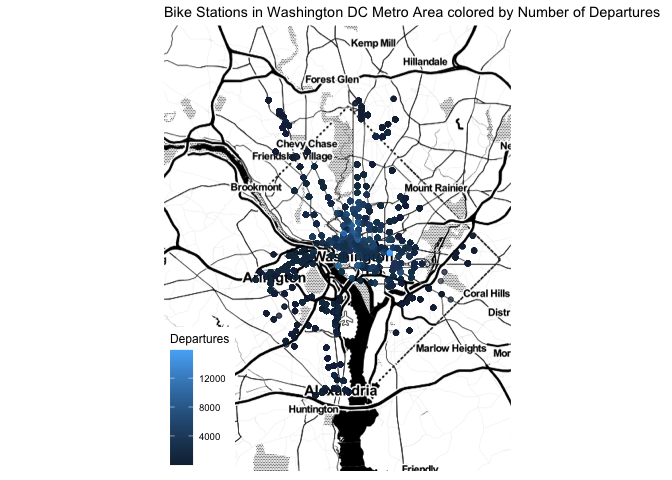 Bike Stations in Washington DC Metro Area colored by Number of Departures
Kemp Mill
Hillandale
Forest Glen
Chevy Chase
Friendship Village
Brookmont
Mount Rainier
Washington
Arlington
Coral Hills
Distr
Marlow Heights
Mor
Alexandria
Huntington
Friendly
Departures
12000
8000
4000